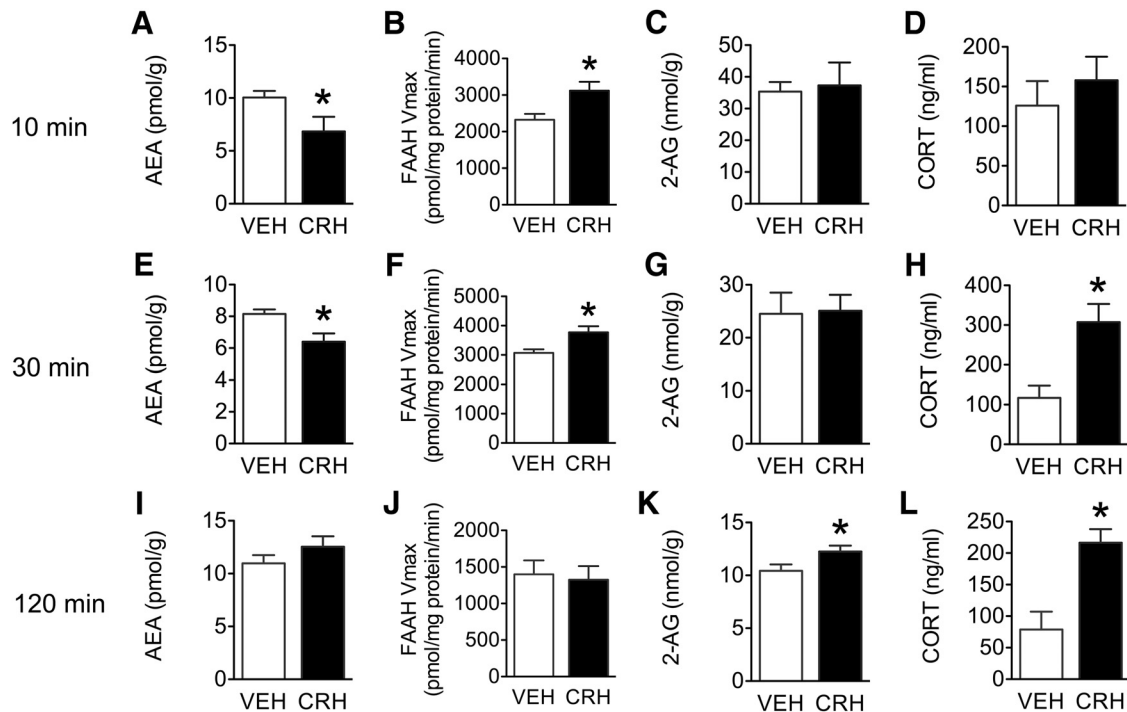 A
B
C
D
10 min
AEA (pmol/g)
15
10
5
0
VEH CRH
*
FAAH Vmax
(pmol/mg protein/min)
4000
3000
2000
1000
0
VEH CRH
*
2-AG (nmol/g)
50
40
30
20
10
0
VEH CRH
CORT (ng/ml)
200
150
100
50
0
VEH CRH
E
F
G
H
30 min
AEA (pmol/g)
10
8
6
4
2
0
VEH CRH
*
FAAH Vmax
(pmol/mg protein/min)
5000
4000
3000
2000
1000
0
VEH CRH
*
2-AG (nmol/g)
30
20
10
0
VEH CRH
CORT (ng/ml)
400
300
200
100
0
VEH CRH
*
I
J
K
L
120 min
AEA (pmol/g)
15
10
5
0
VEH CRH
FAAH Vmax
(pmol/mg protein/min)
2000
1500
1000
500
0
VEH CRH
2-AG (nmol/g)
15
10
5
0
VEH CRH
*
CORT (ng/ml)
250
200
150
100
50
0
VEH CRH
*